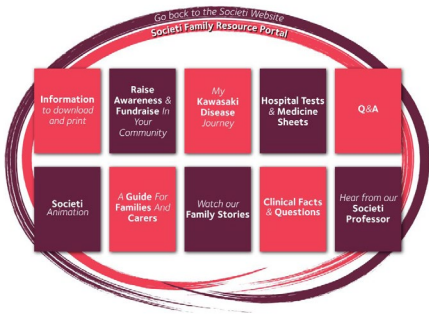 Go back to the Societi Website
Societi Family Resource Portal
Information
to download
and print
Raise
Awareness &
Fundraise In
Your
Community
My
Kawasaki
Disease
Journey
Hospital Tests
& Medicine
Sheets
Q&A
Societi
Animation
A Guide For
Families And
Carers
Watch our
Family Stories
Clinical Facts
& Questions
Hear from our
Societi
Professor